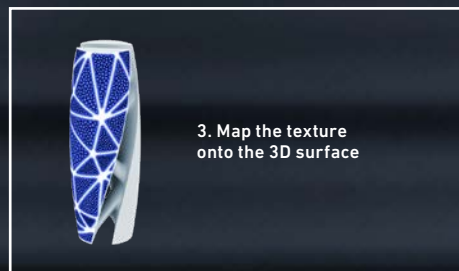 3. Map the texture
onto the 3D surface